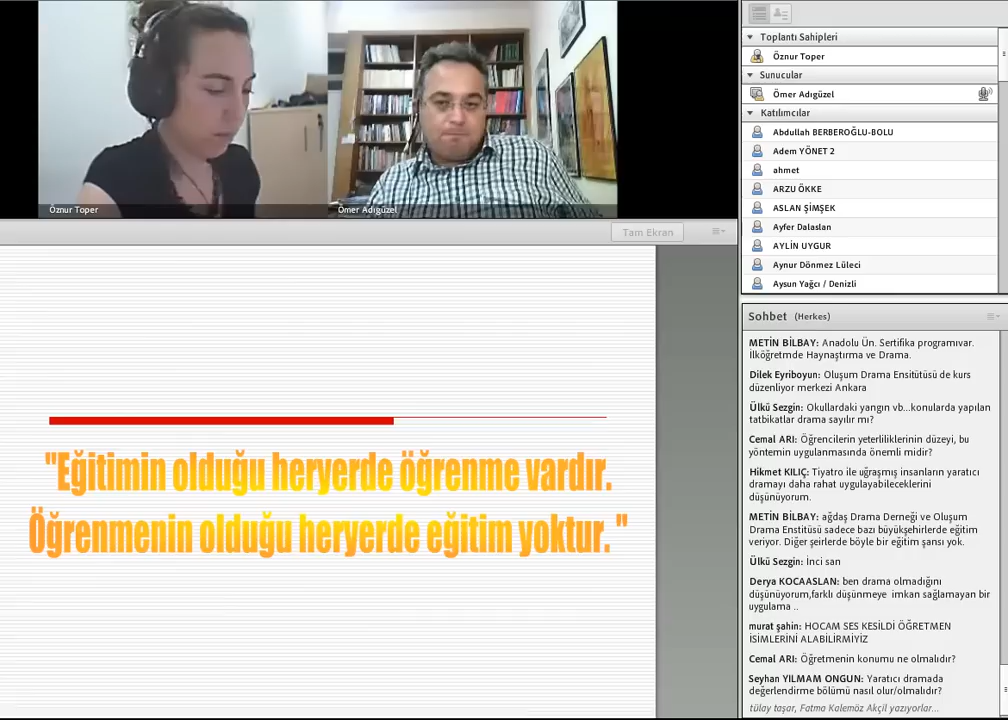 Öznur Toper
Ömer Adıgüzel
Tam Ekran
"Eğitimin olduğu heryerde öğrenme vardır.
Öğrenmenin olduğu heryerde eğitim yoktur. "
Toplantı Sahipleri
Öznur Toper
Sunucular
Ömer Adıgüzel
Katılımcılar
Abdullah BERBEROĞLU-BOLU
Adem YÖNET 2
ahmet
ARZU ÖKKE
ASLAN ŞİMŞEK
Ayfer Dalaslan
AYLİN UYGUR
Aynur Dönmez Lüleci
Aysun Yağcı / Denizli
Sohbet (Herkes)
METİN BİLBAY: Anadolu Ün. Sertifika programıvar.
İlköğretmde Haynaştırma ve Drama.
Dilek Eyriboyun: Oluşum Drama Ensitütüsü de kurs
düzenliyor merkezi Ankara
Ülkü Sezgin: Okullardaki yangın vb...konularda yapılan
tatbikatlar drama sayılır mı?
Cemal ARI: Öğrencilerin yeterliliklerinin düzeyi, bu
yöntemin uygulanmasında önemli midir?
Hikmet KILIÇ: Tiyatro ile uğraşmış insanların yaratıcı
dramayı daha rahat uygulayabileceklerini
düşünüyorum.
METİN BİLBAY: ağdaş Drama Derneği ve Oluşum
Drama Enstitüsü sadece bazı büyükşehirlerde eğitim
veriyor. Diğer şeirlerde böyle bir eğitim şansı yok.
Ülkü Sezgin: İnci san
Derya KOCAASLAN: ben drama olmadığını
düşünüyorum,farklı düşünmeye imkan sağlamayan bir
uygulama ..
murat şahin: HOCAM SES KESİLDİ ÖĞRETMEN
İSİMLERİNİ ALABİLİRMİYİZ
Cemal ARI: Öğretmenin konumu ne olmalıdır?
Seyhan YILMAM ONGUN: Yaratıcı dramada
değerlendirme bölümü nasıl olur/olmalıdır?
tülay taşar, Fatma Kalemöz Akçil yazıyorlar...